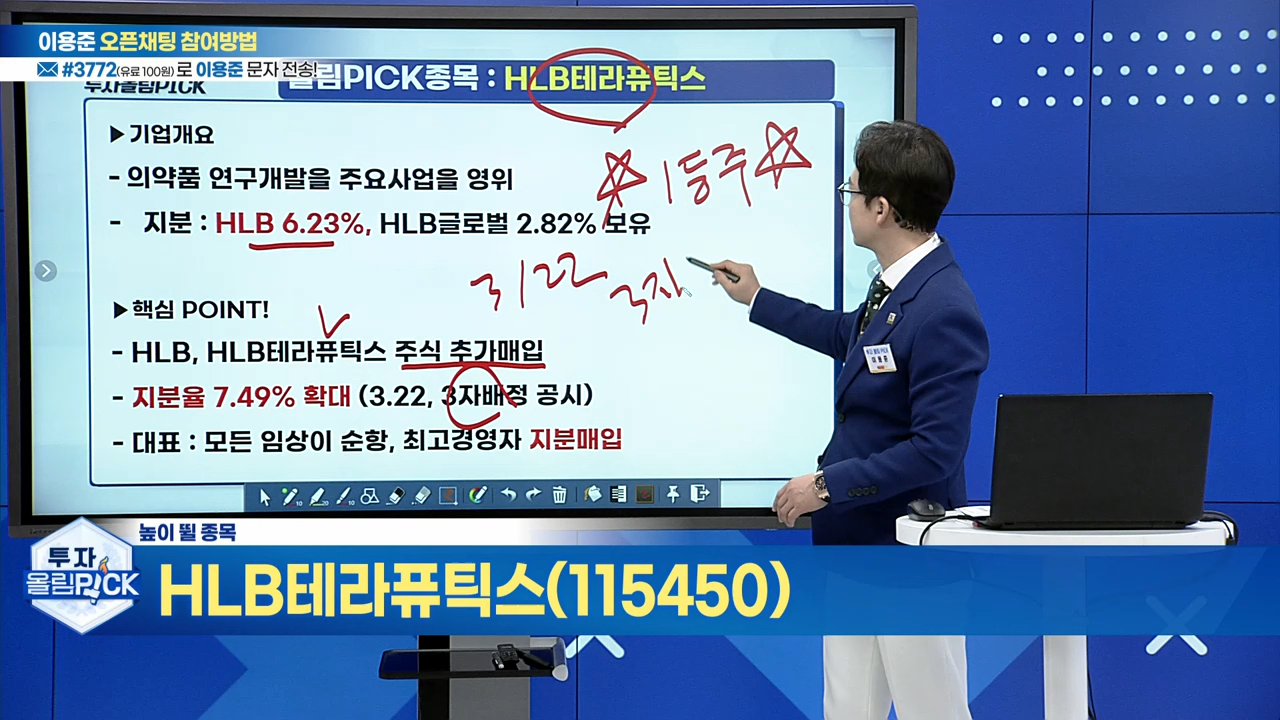 이용준 오픈채팅 참여방법
#3772(유료 100원)로 이용준 문자 전송!
투자올림PICK
올림PICK종목 : HLB테라퓨틱스
▶기업개요
- 의약품 연구개발을 주요사업을 영위
- 지분 : HLB 6.23%, HLB글로벌 2.82% 보유
1등주
3/22
3자
▶핵심 POINT!
- HLB, HLB테라퓨틱스 주식 추가매입
- 지분율 7.49% 확대 (3.22, 3자배정 공시)
- 대표 : 모든 임상이 순항, 최고경영자 지분매입
높이 뛸 종목
투자
올림PICK
HLB테라퓨틱스(115450)
이용준